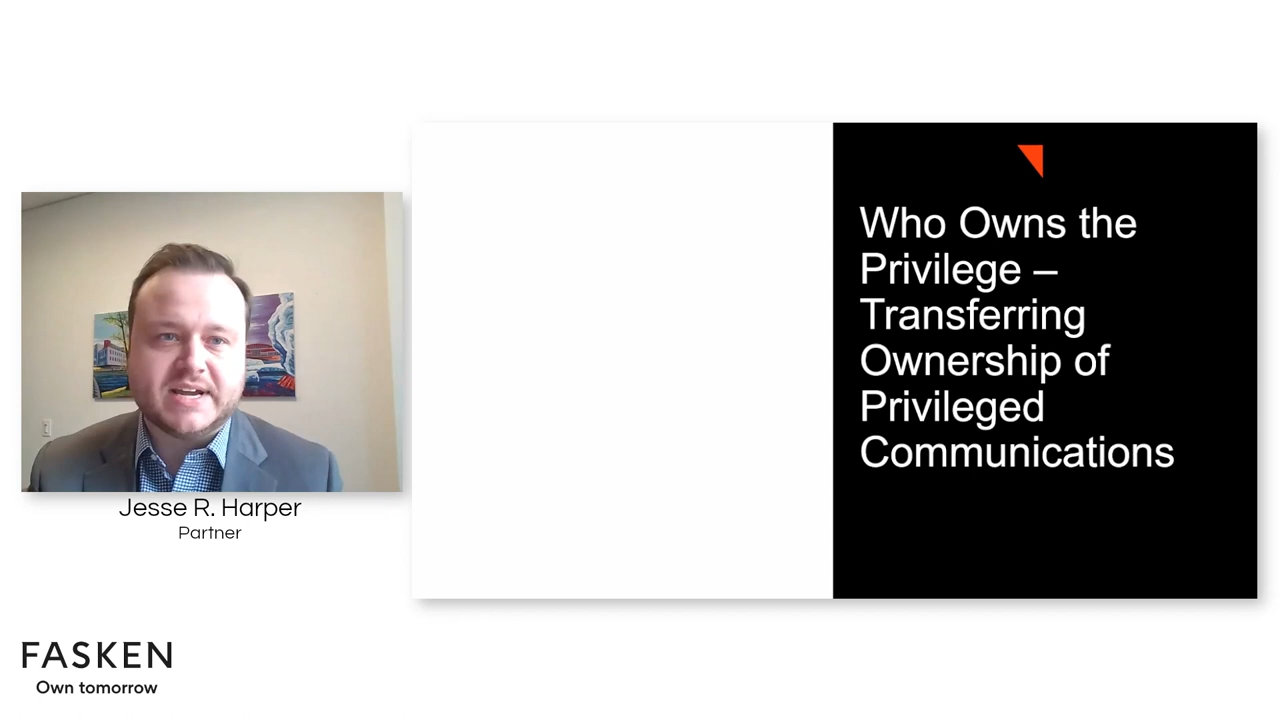 Who Owns the
Privilege –
Transferring
Ownership of
Privileged
Communications
Jesse R. Harper
Partner
FASKEN
Own tomorrow